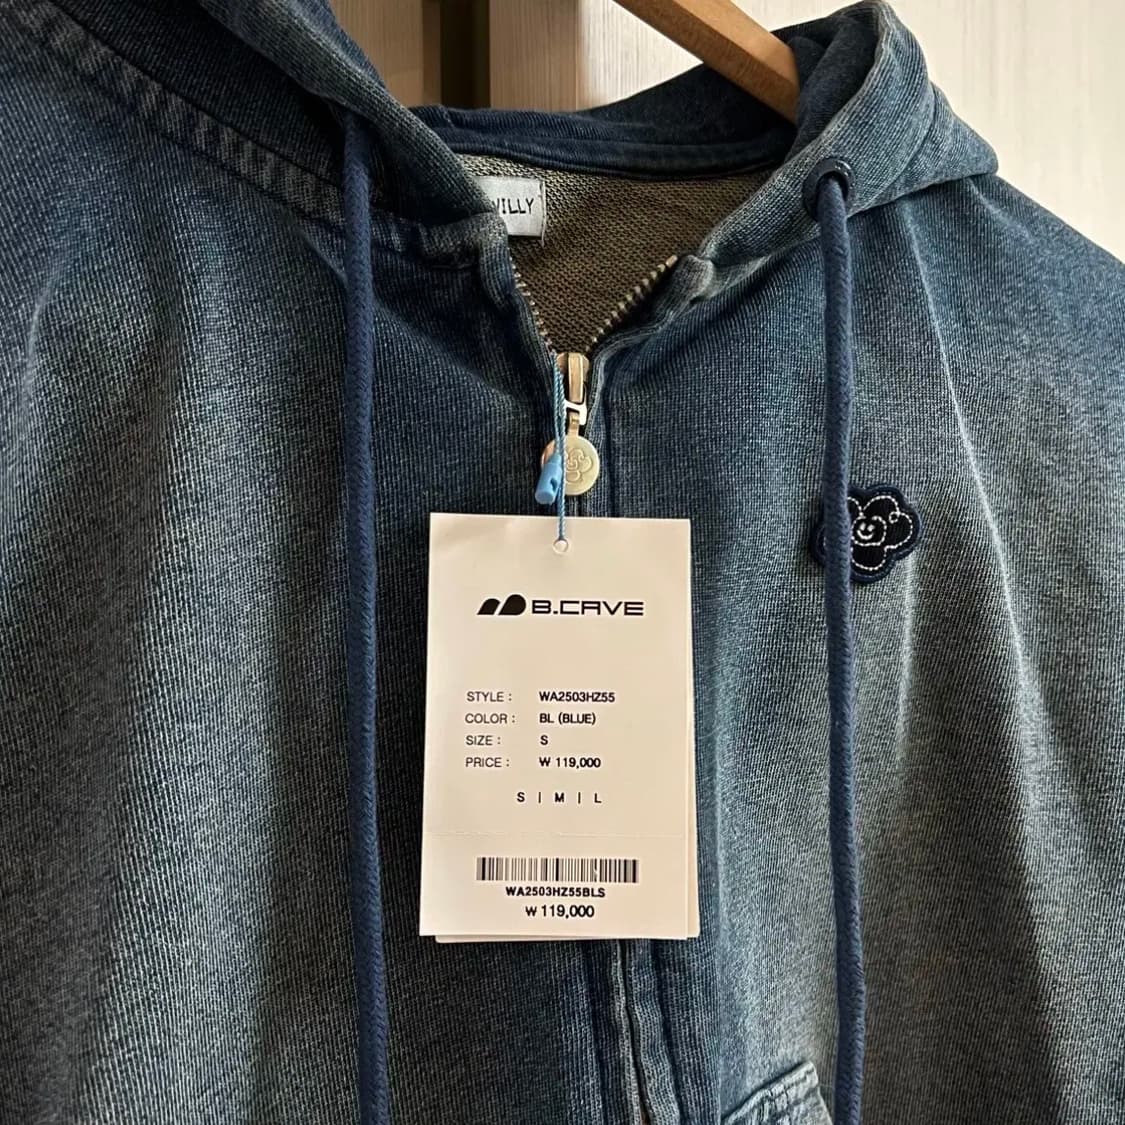 WILLY
B.CAVE
STYLE : WA2503HZ55
COLOR : BL (BLUE)
SIZE : S
PRICE : ₩ 119,000
S | M | L
WA2503HZ55BLS
₩ 119,000